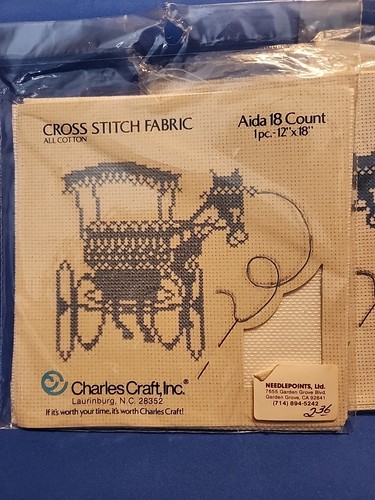 CROSS STITCH FABRIC
ALL COTTON
Aida 18 Count
1 pc.-12"x18"
Charles Craft, Inc.®
Laurinburg, N.C. 28352
If it's worth your time, it's worth Charles Craft!
NEEDLEPOINTS, Ltd.
7655 Garden Grove Blvd.
Garden Grove, CA 92641
(714) 894-5242
2.36